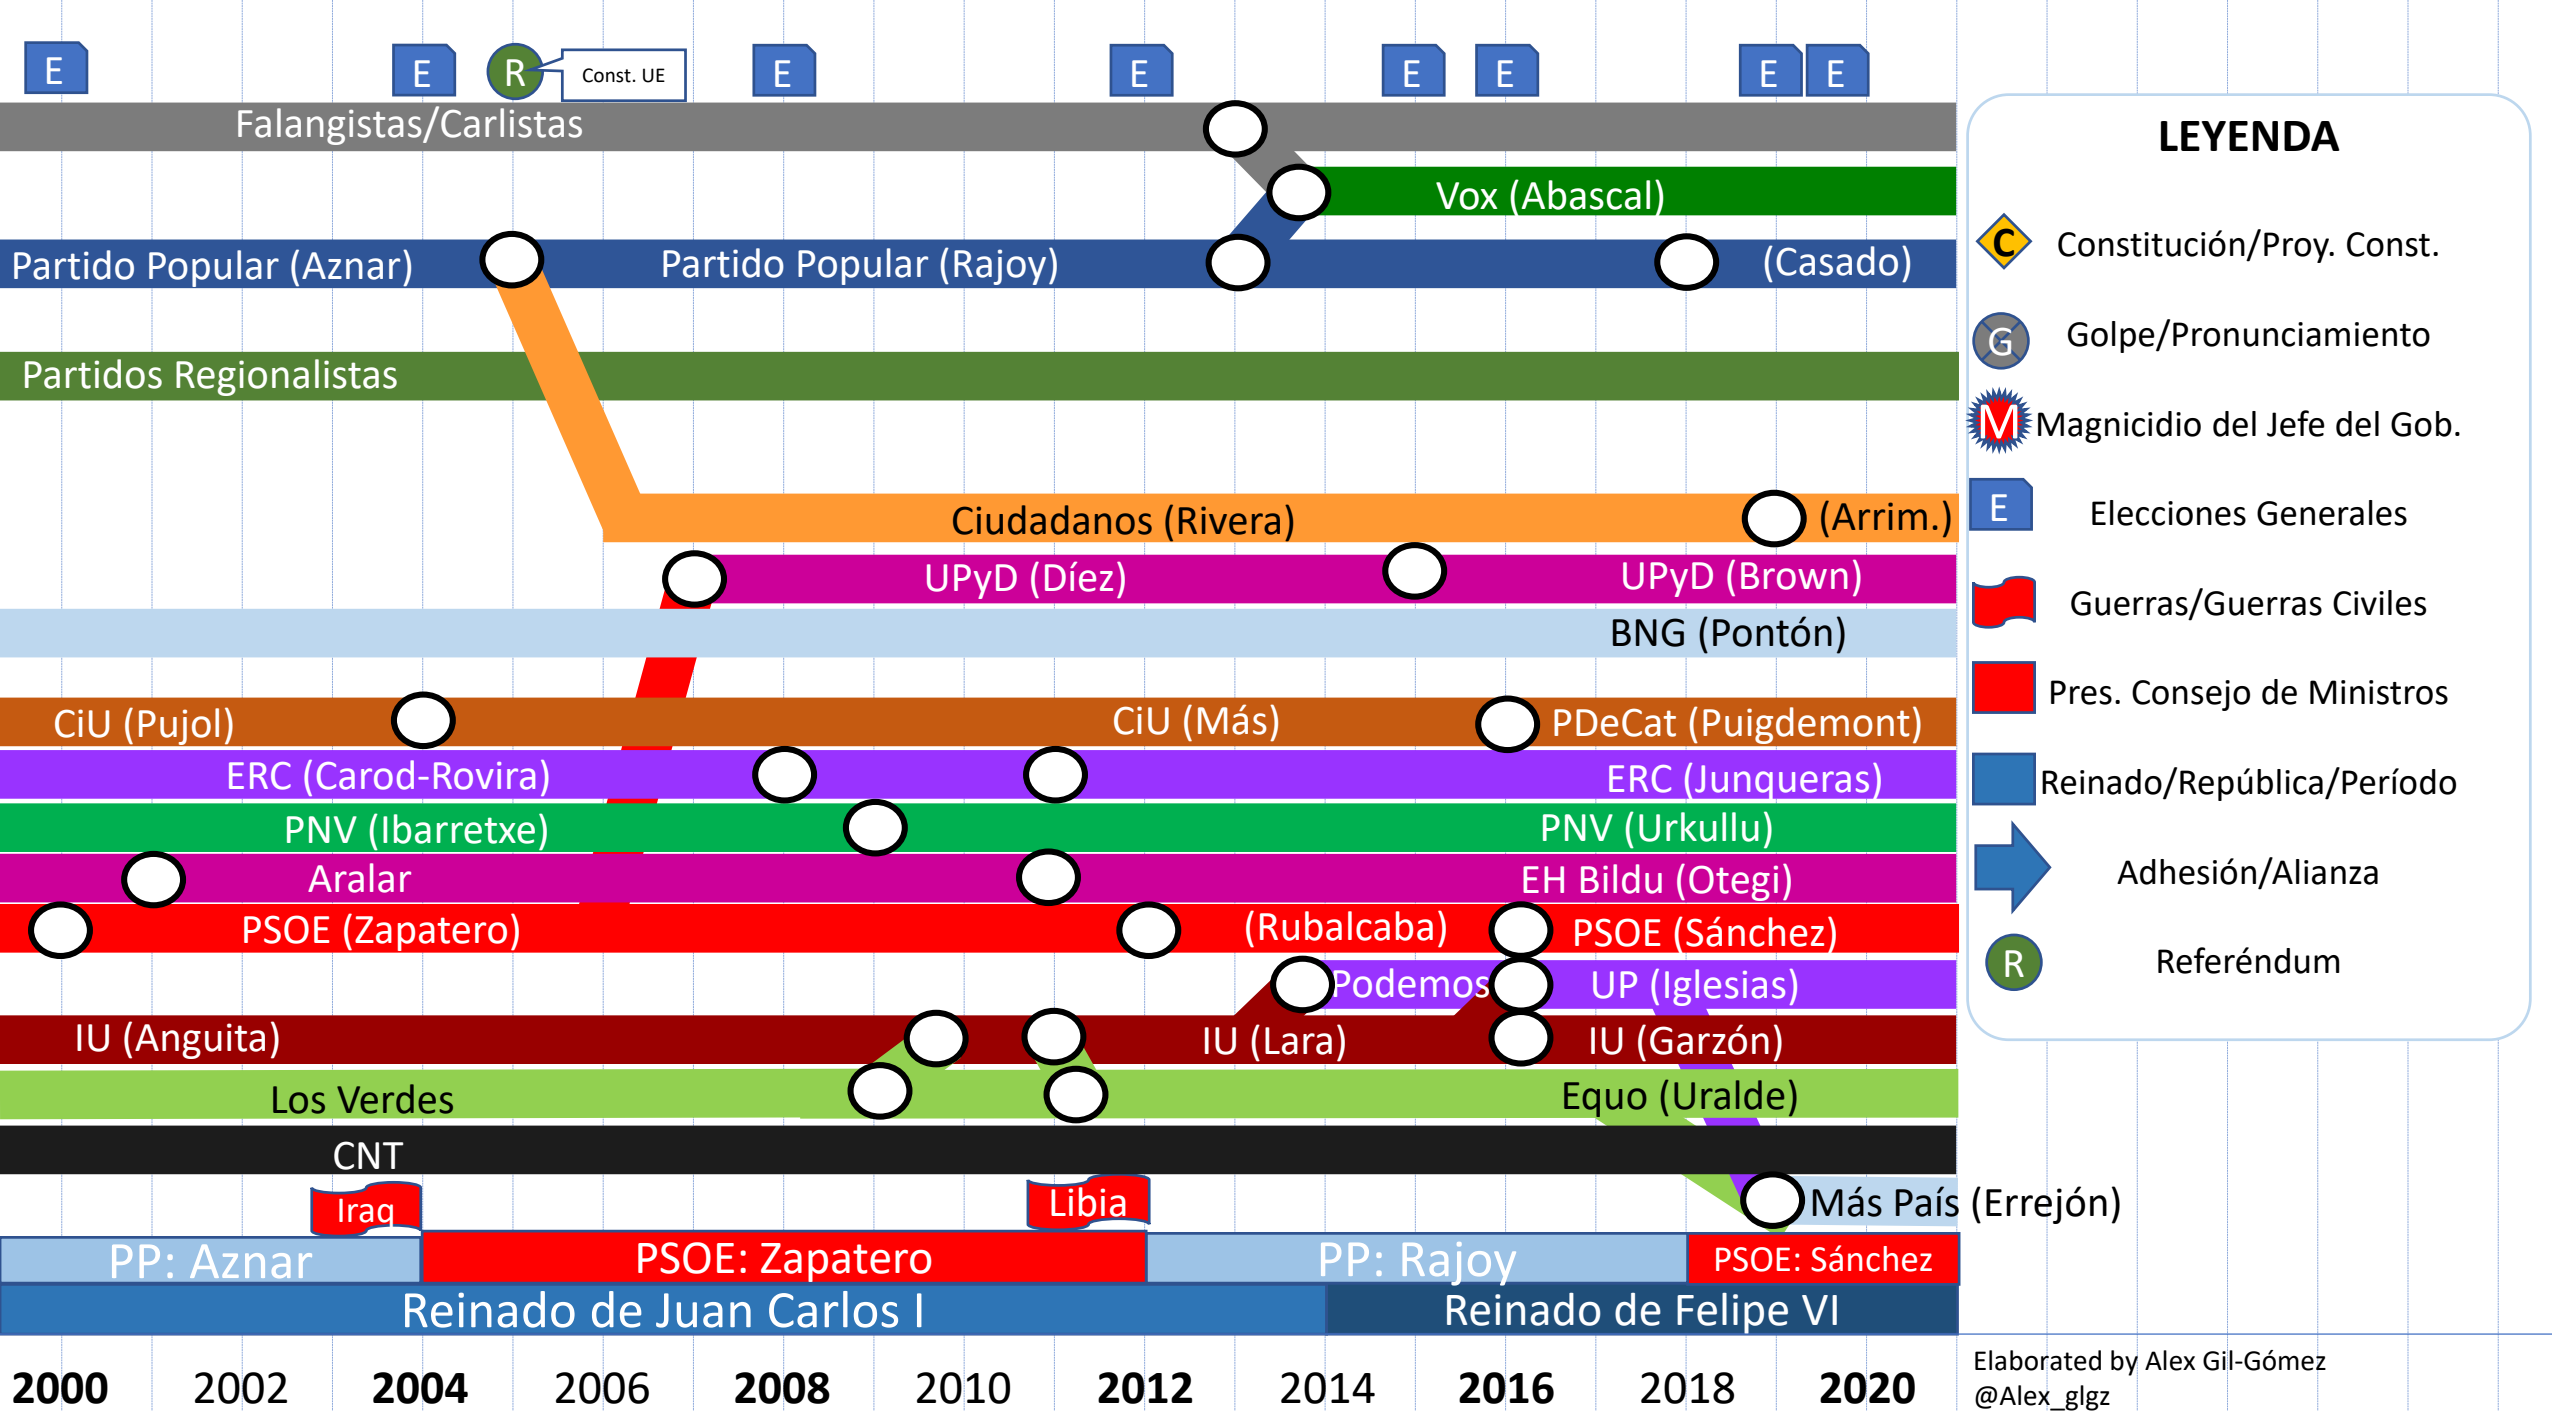 E
E
R
Const. UE
E
E
E
E
E
E
Falangistas/Carlistas
Vox (Abascal)
Partido Popular (Aznar)
Partido Popular (Rajoy)
(Casado)
Partidos Regionalistas
Ciudadanos (Rivera)
(Arrim.)
UPyD (Díez)
UPyD (Brown)
BNG (Pontón)
CiU (Pujol)
CiU (Más)
PDeCat (Puigdemont)
ERC (Carod-Rovira)
ERC (Junqueras)
PNV (Ibarretxe)
PNV (Urkullu)
Aralar
EH Bildu (Otegi)
PSOE (Zapatero)
(Rubalcaba)
PSOE (Sánchez)
Podemos
UP (Iglesias)
IU (Anguita)
IU (Lara)
IU (Garzón)
Los Verdes
Equo (Uralde)
CNT
Iraq
Libia
Más País (Errejón)
PP: Aznar
PSOE: Zapatero
PP: Rajoy
PSOE: Sánchez
Reinado de Juan Carlos I
Reinado de Felipe VI
2000
2002
2004
2006
2008
2010
2012
2014
2016
2018
2020
LEYENDA
C
Constitución/Proy. Const.
G
Golpe/Pronunciamiento
M
Magnicidio del Jefe del Gob.
E
Elecciones Generales
Guerras/Guerras Civiles
Pres. Consejo de Ministros
Reinado/República/Período
Adhesión/Alianza
R
Referéndum
Elaborated by Alex Gil-Gómez
@Alex_glgz